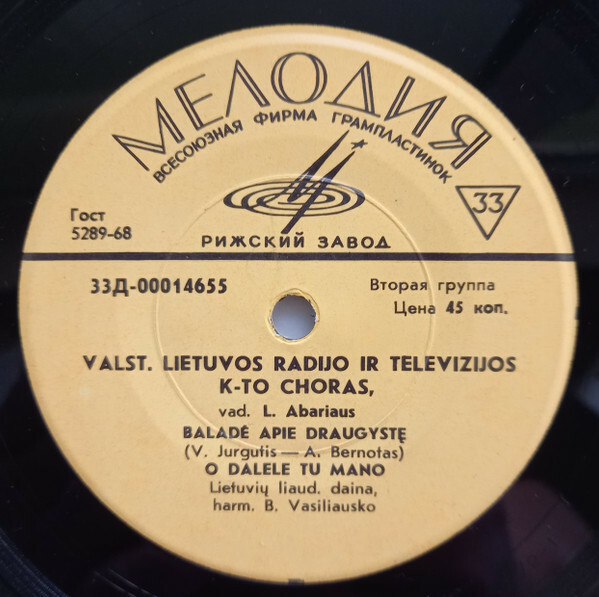 МЕЛОДИЯ
ВСЕСОЮЗНАЯ ФИРМА ГРАМПЛАСТИНОК
33
Гост
5289-68
РИЖСКИЙ ЗАВОД
33Д-00014655
Вторая группа
Цена 45 коп.
VALST. LIETUVOS RADIJO IR TELEVIZIJOS
K-TO CHORAS,
vad. L. Abariaus
BALADĖ APIE DRAUGYSTĘ
(V. Jurgutis — A. Bernotas)
O DALELE TU MANO
Lietuvių liaud. daina,
harm. B. Vasiliausko